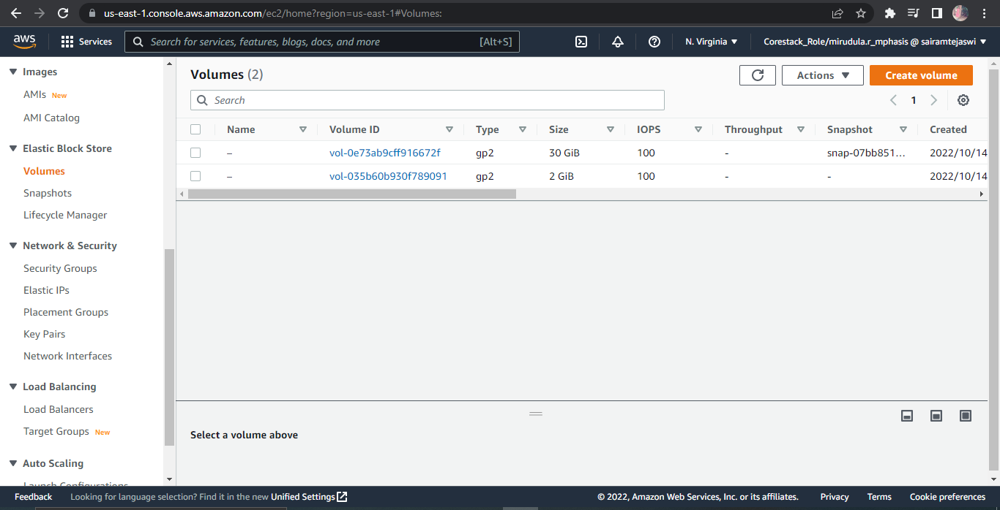 us-east-1.console.aws.amazon.com/ec2/home?region=us-east-1#Volumes:
aws Services Search for services, features, blogs, docs, and more [Alt+S] N. Virginia Corestack_Role/mirudula.r_mphasis @ sairamtejaswi
Images
AMIs New
AMI Catalog
Elastic Block Store
Volumes
Snapshots
Lifecycle Manager
Network & Security
Security Groups
Elastic IPs
Placement Groups
Key Pairs
Network Interfaces
Load Balancing
Load Balancers
Target Groups New
Auto Scaling
Launch Configurations
Volumes (2)
Actions
Create volume
Search
1
Name Volume ID Type Size IOPS Throughput Snapshot Created
– vol-0e73ab9cff916672f gp2 30 GiB 100 - snap-07bb851... 2022/10/14
– vol-035b60b930f789091 gp2 2 GiB 100 - - 2022/10/14
Select a volume above
Feedback Looking for language selection? Find it in the new Unified Settings © 2022, Amazon Web Services, Inc. or its affiliates. Privacy Terms Cookie preferences